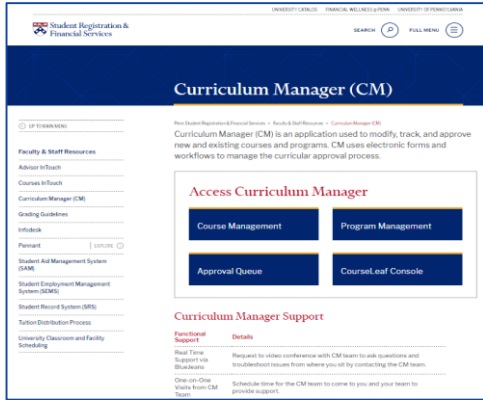 UNIVERSITY CATALOG FINANCIAL WELLNESS @ PENN UNIVERSITY OF PENNSYLVANIA
Student Registration &
Financial Services
SEARCH FULL MENU
Curriculum Manager (CM)
UP TO MAIN MENU
Faculty & Staff Resources
Advisor InTouch
Courses InTouch
Curriculum Manager (CM)
Grading Guidelines
Infodesk
Pennant EXPLORE
Student Aid Management System
(SAM)
Student Employment Management
System (SEMS)
Student Record System (SRS)
Tuition Distribution Process
University Classroom and Facility
Scheduling
Penn Student Registration & Financial Services > Faculty & Staff Resources > Curriculum Manager (CM)
Curriculum Manager (CM) is an application used to modify, track, and approve
new and existing courses and programs. CM uses electronic forms and
workflows to manage the curricular approval process.
Access Curriculum Manager
Course Management
Program Management
Approval Queue
CourseLeaf Console
Curriculum Manager Support
Functional
Support
Details
Real Time
Support via
BlueJeans
Request to video conference with CM team to ask questions and
troubleshoot issues from where you sit by contacting the CM team.
One-on-One
Visits from CM
Team
Schedule time for the CM team to come to you and your team to
provide support.